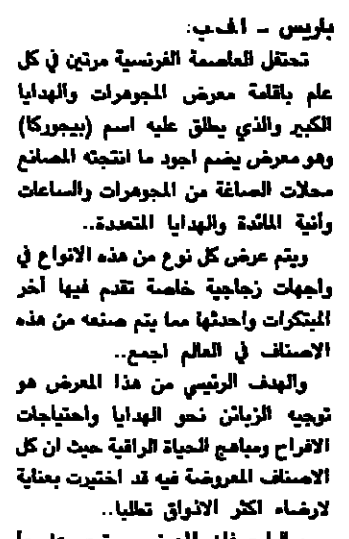 باريس - أ.ف.ب:
تحتفل العاصمة الفرنسية مرتين في كل
عام باقامة معرض المجوهرات والهدايا
الكبير والذي يطلق عليه اسم (بيجوركا)
وهو معرض يضم اجود ما انتجته المصانع
محلات الصاغة من المجوهرات والساعات
وأنية المائدة والهدايا المتعددة..
ويتم عرض كل نوع من هذه الانواع في
واجهات زجاجية خاصة تقدم فيها آخر
المبتكرات واحدثها مما يتم صنعه من هذه
الاصناف في العالم اجمع..
والهدف الرئيسي من هذا المعرض هو
توجيه الزبائن نحو الهدايا واحتياجات
الافراح ومباهج الحياة الراقية حيث ان كل
الاصناف المعروضة فيه قد اختيرت بعناية
لارضاء اكثر الاذواق تطلبا..